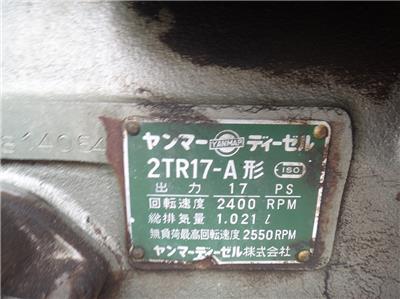 ヤンマー YANMAR ディーゼル
2TR17-A形 ISO
出力 17 PS
回転速度 2400 RPM
総排気量 1.021 ℓ
無負荷最高回転速度 2550 RPM
ヤンマーディーゼル株式会社